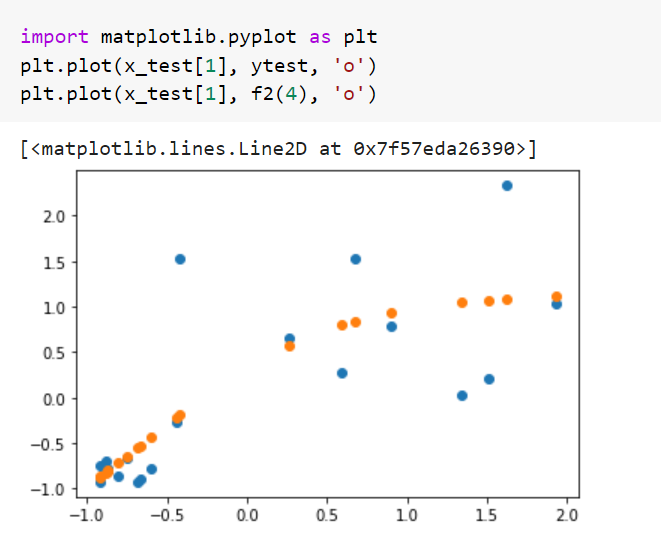 import matplotlib.pyplot as plt
plt.plot(x_test[1], ytest, 'o')
plt.plot(x_test[1], f2(4), 'o')
[<matplotlib.lines.Line2D at 0x7f57eda26390>]
2.0
1.5
1.0
0.5
0.0
−0.5
−1.0
−1.0 −0.5 0.0 0.5 1.0 1.5 2.0